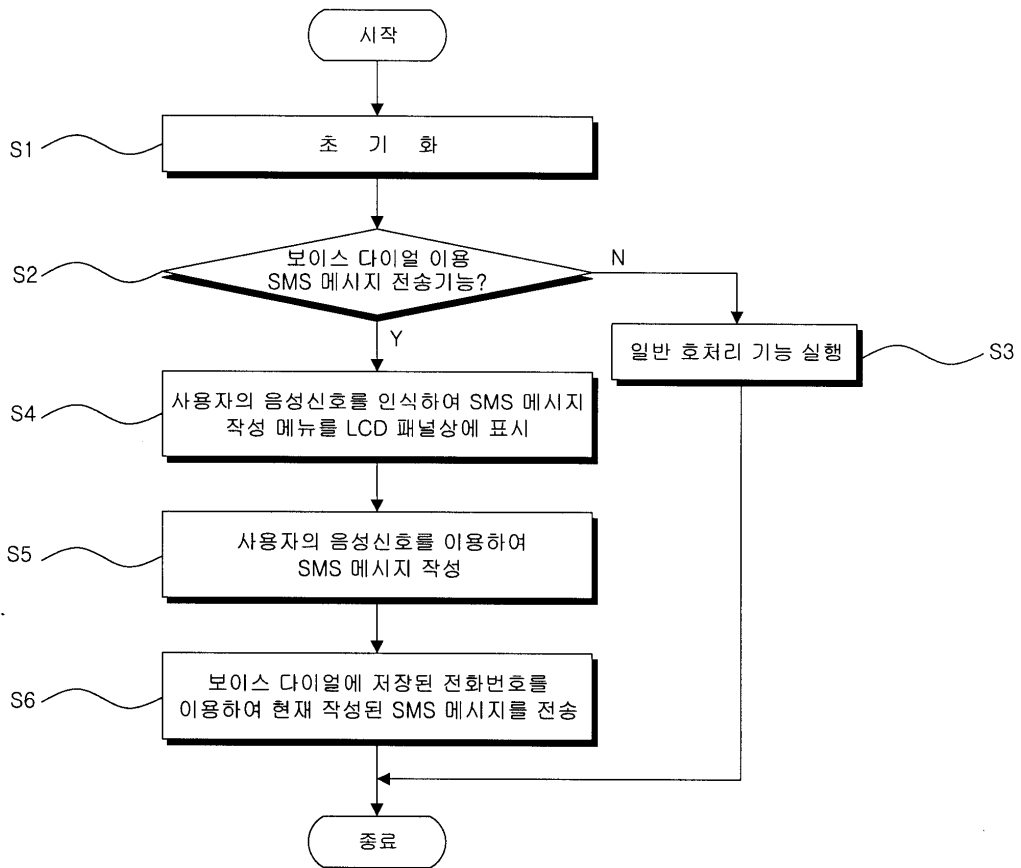 시작
S1
초 기 화
S2
보이스 다이얼 이용
SMS 메시지 전송기능?
N
Y
일반 호처리 기능 실행
S3
S4
사용자의 음성신호를 인식하여 SMS 메시지
작성 메뉴를 LCD 패널상에 표시
S5
사용자의 음성신호를 이용하여
SMS 메시지 작성
S6
보이스 다이얼에 저장된 전화번호를
이용하여 현재 작성된 SMS 메시지를 전송
종료